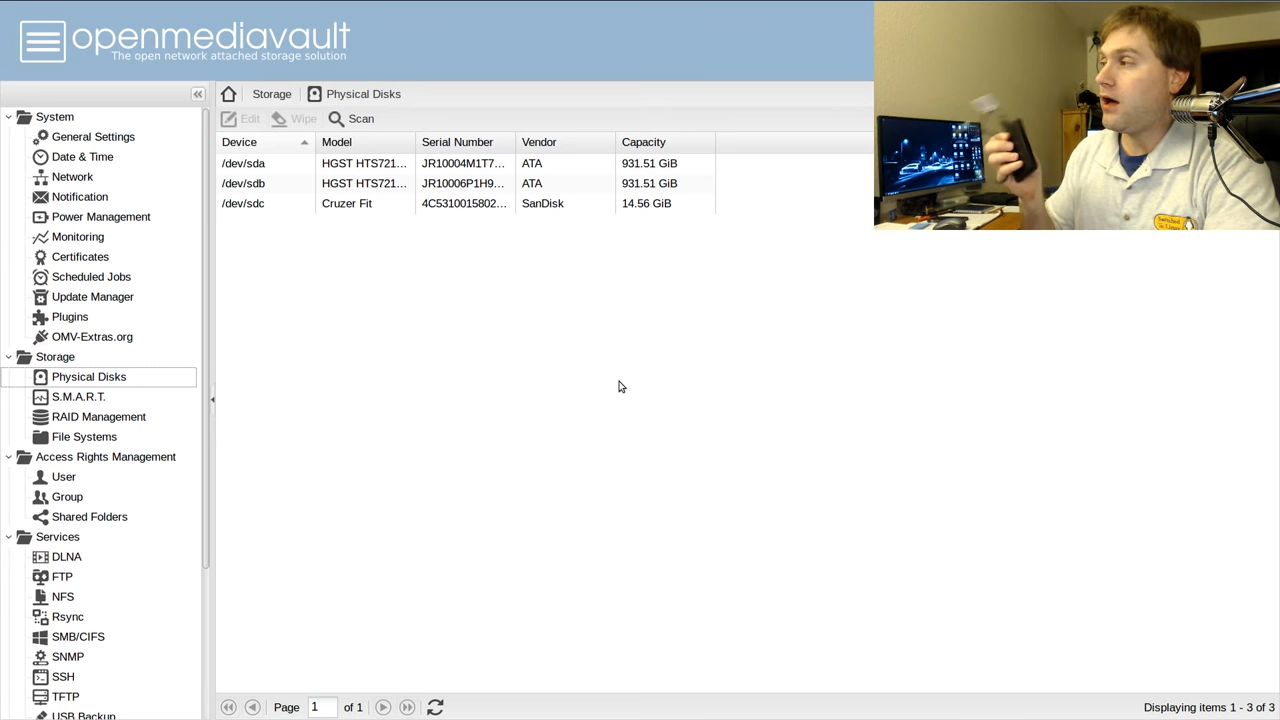 openmediavault
The open network attached storage solution
System
General Settings
Date & Time
Network
Notification
Power Management
Monitoring
Certificates
Scheduled Jobs
Update Manager
Plugins
OMV-Extras.org
Storage
Physical Disks
S.M.A.R.T.
RAID Management
File Systems
Access Rights Management
User
Group
Shared Folders
Services
DLNA
FTP
NFS
Rsync
SMB/CIFS
SNMP
SSH
TFTP
USB Backup
Storage Physical Disks
Edit Wipe Scan
Device Model Serial Number Vendor Capacity
/dev/sda HGST HTS721... JR10004M1T7... ATA 931.51 GiB
/dev/sdb HGST HTS721... JR10006P1H9... ATA 931.51 GiB
/dev/sdc Cruzer Fit 4C5310015802... SanDisk 14.56 GiB
Page 1 of 1 Displaying items 1 - 3 of 3